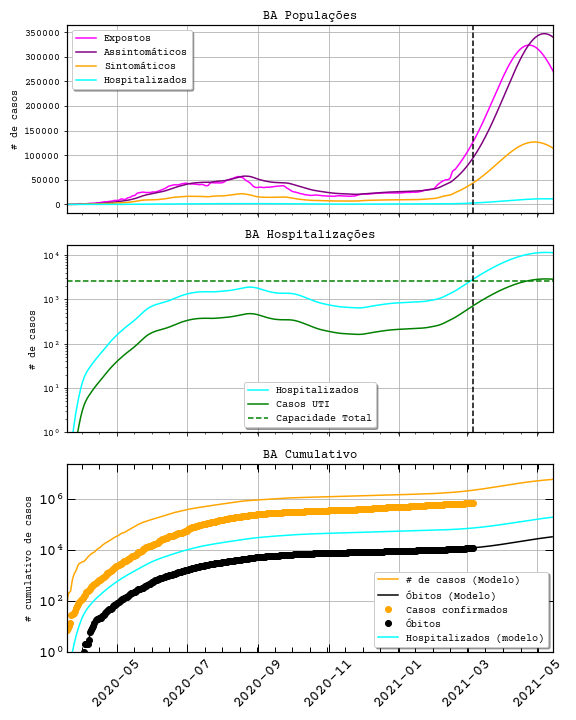 BA Populações
# de casos
350000
300000
250000
200000
150000
100000
50000
0
Expostos
Assintomáticos
Sintomáticos
Hospitalizados
BA Hospitalizações
# de casos
10⁴
10³
10²
10¹
10⁰
Hospitalizados
Casos UTI
Capacidade Total
BA Cumulativo
# cumulativo de casos
10⁶
10⁴
10²
10⁰
# de casos (Modelo)
Óbitos (Modelo)
Casos confirmados
Óbitos
Hospitalizados (modelo)
2020-05
2020-07
2020-09
2020-11
2021-01
2021-03
2021-05